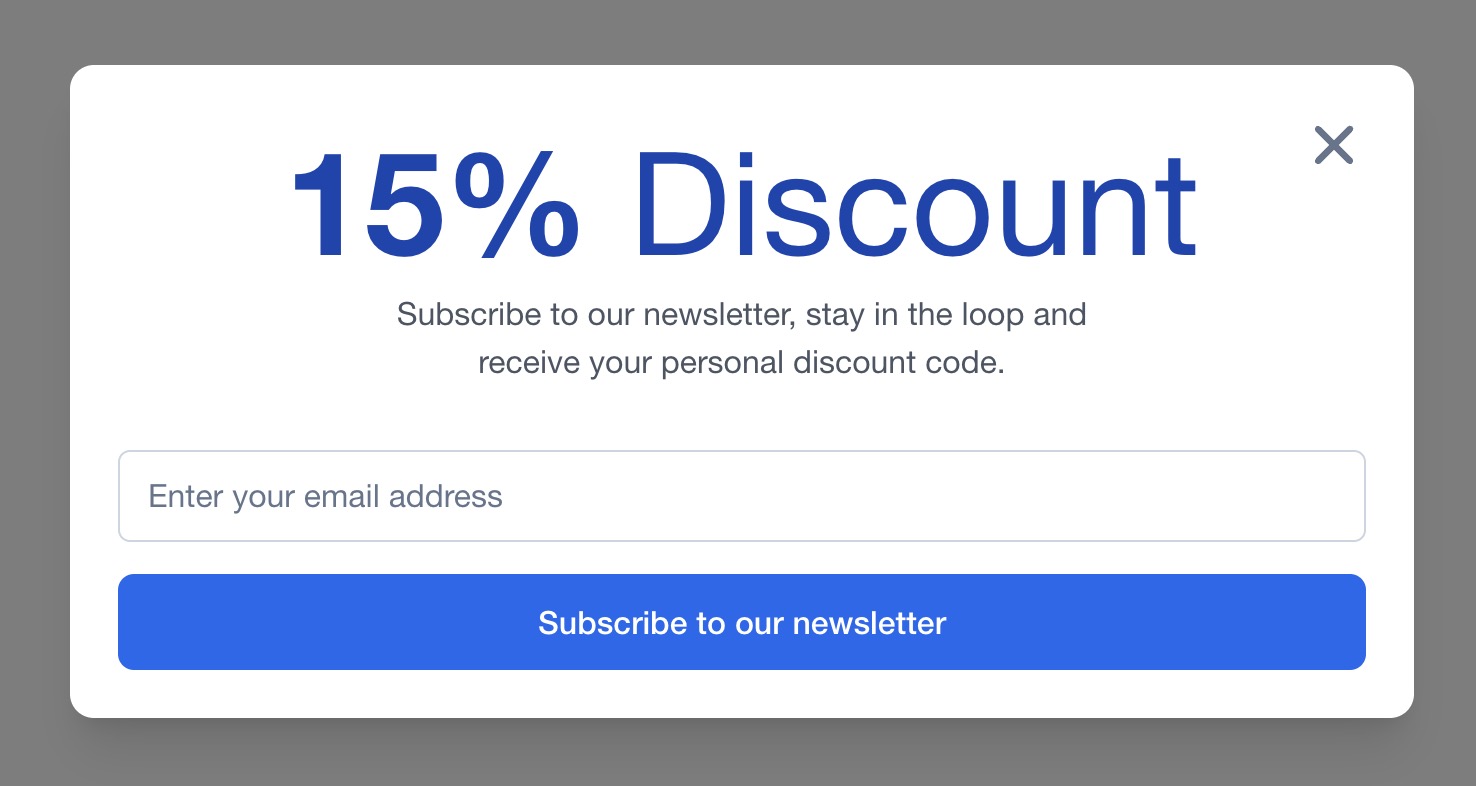 15% Discount
Subscribe to our newsletter, stay in the loop and
receive your personal discount code.
Enter your email address
Subscribe to our newsletter